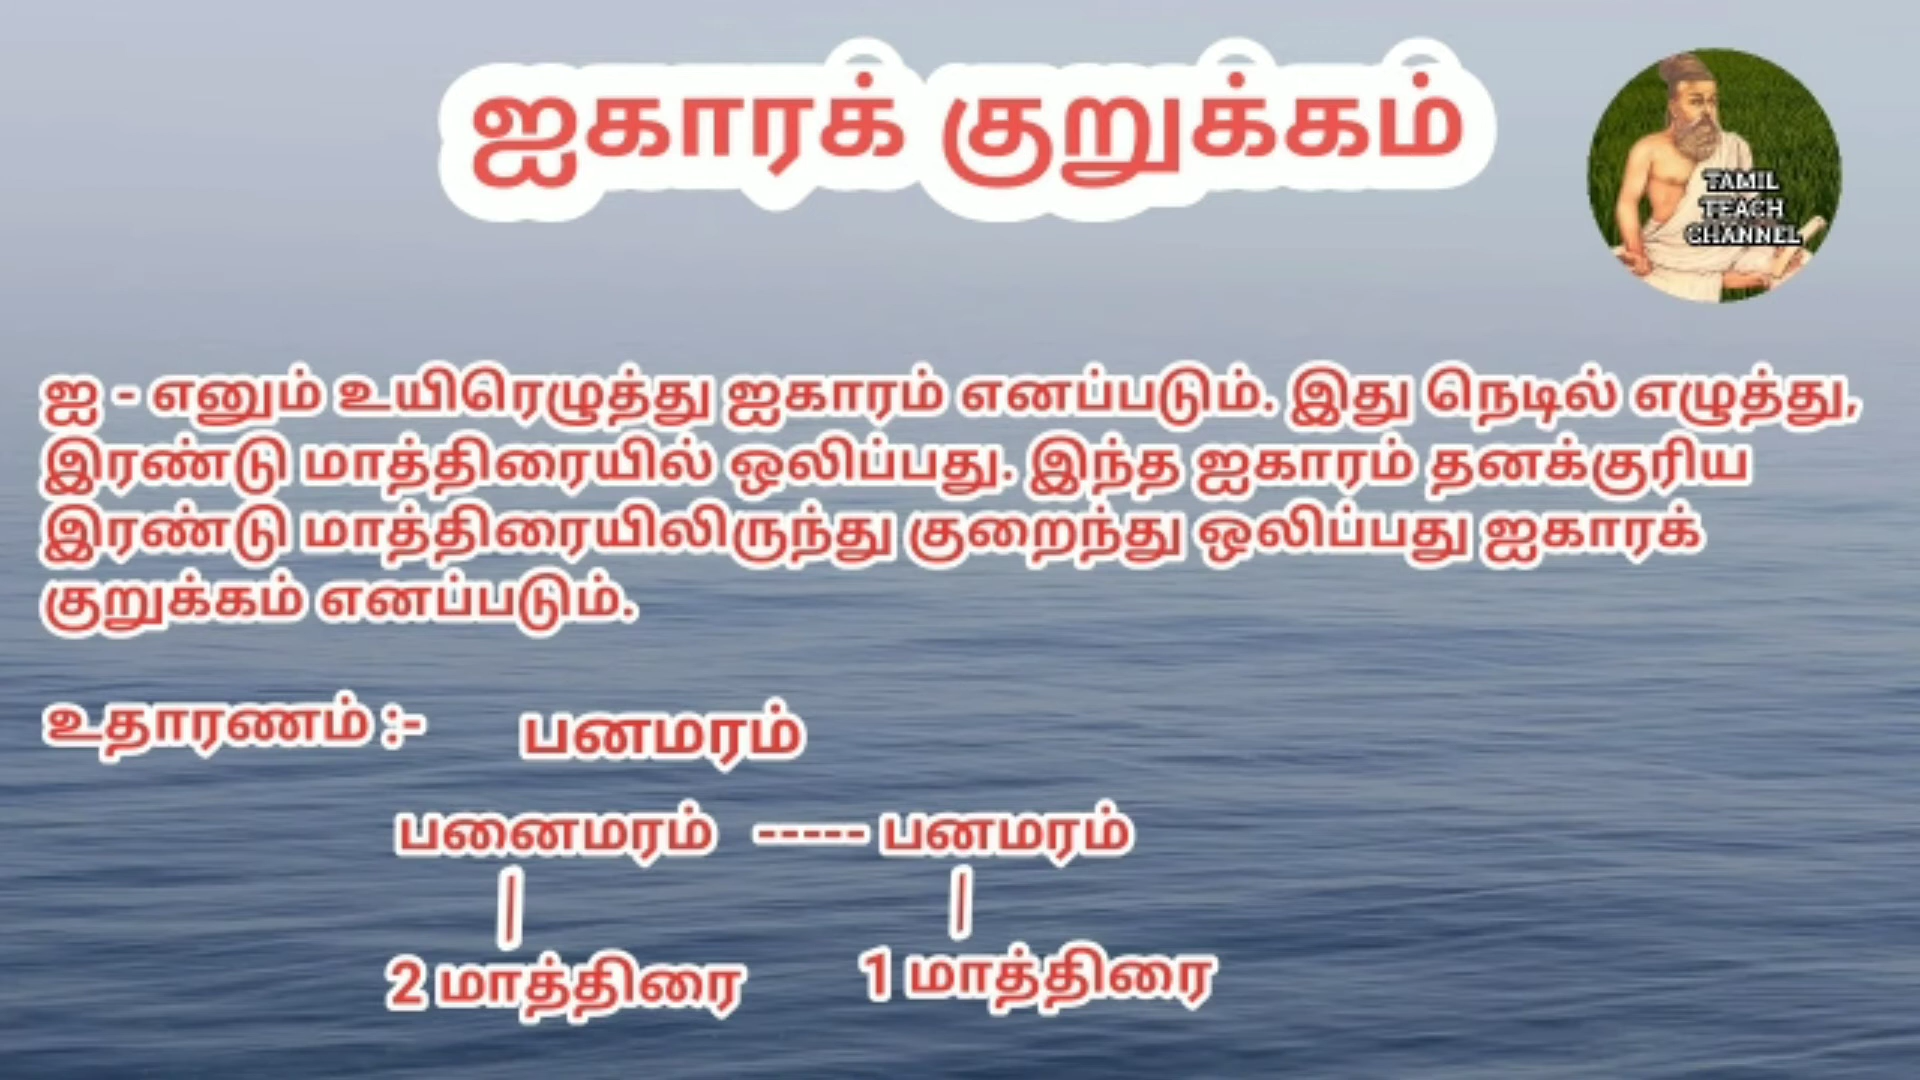 ஐகாரக் குறுக்கம்
TAMIL
TEACH
CHANNEL
ஐ - எனும் உயிரெழுத்து ஐகாரம் எனப்படும். இது நெடில் எழுத்து,
இரண்டு மாத்திரையில் ஒலிப்பது. இந்த ஐகாரம் தனக்குரிய
இரண்டு மாத்திரையிலிருந்து குறைந்து ஒலிப்பது ஐகாரக்
குறுக்கம் எனப்படும்.
உதாரணம் :- பனமரம்
பனைமரம் ----- பனமரம்
| |
2 மாத்திரை 1 மாத்திரை